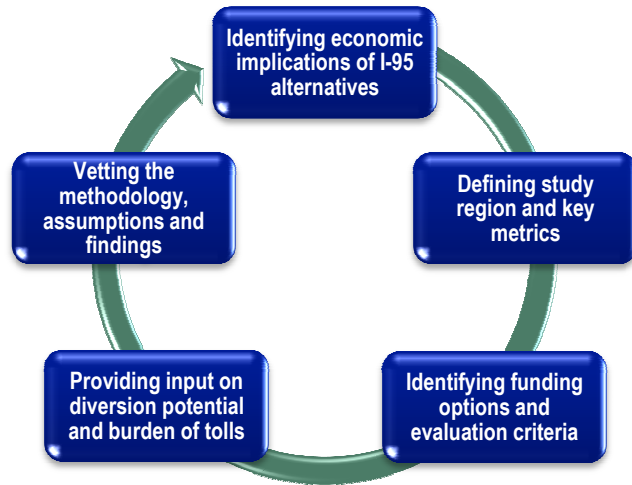 Identifying economic
implications of I-95
alternatives
Defining study
region and key
metrics
Identifying funding
options and
evaluation criteria
Providing input on
diversion potential
and burden of tolls
Vetting the
methodology,
assumptions and
findings